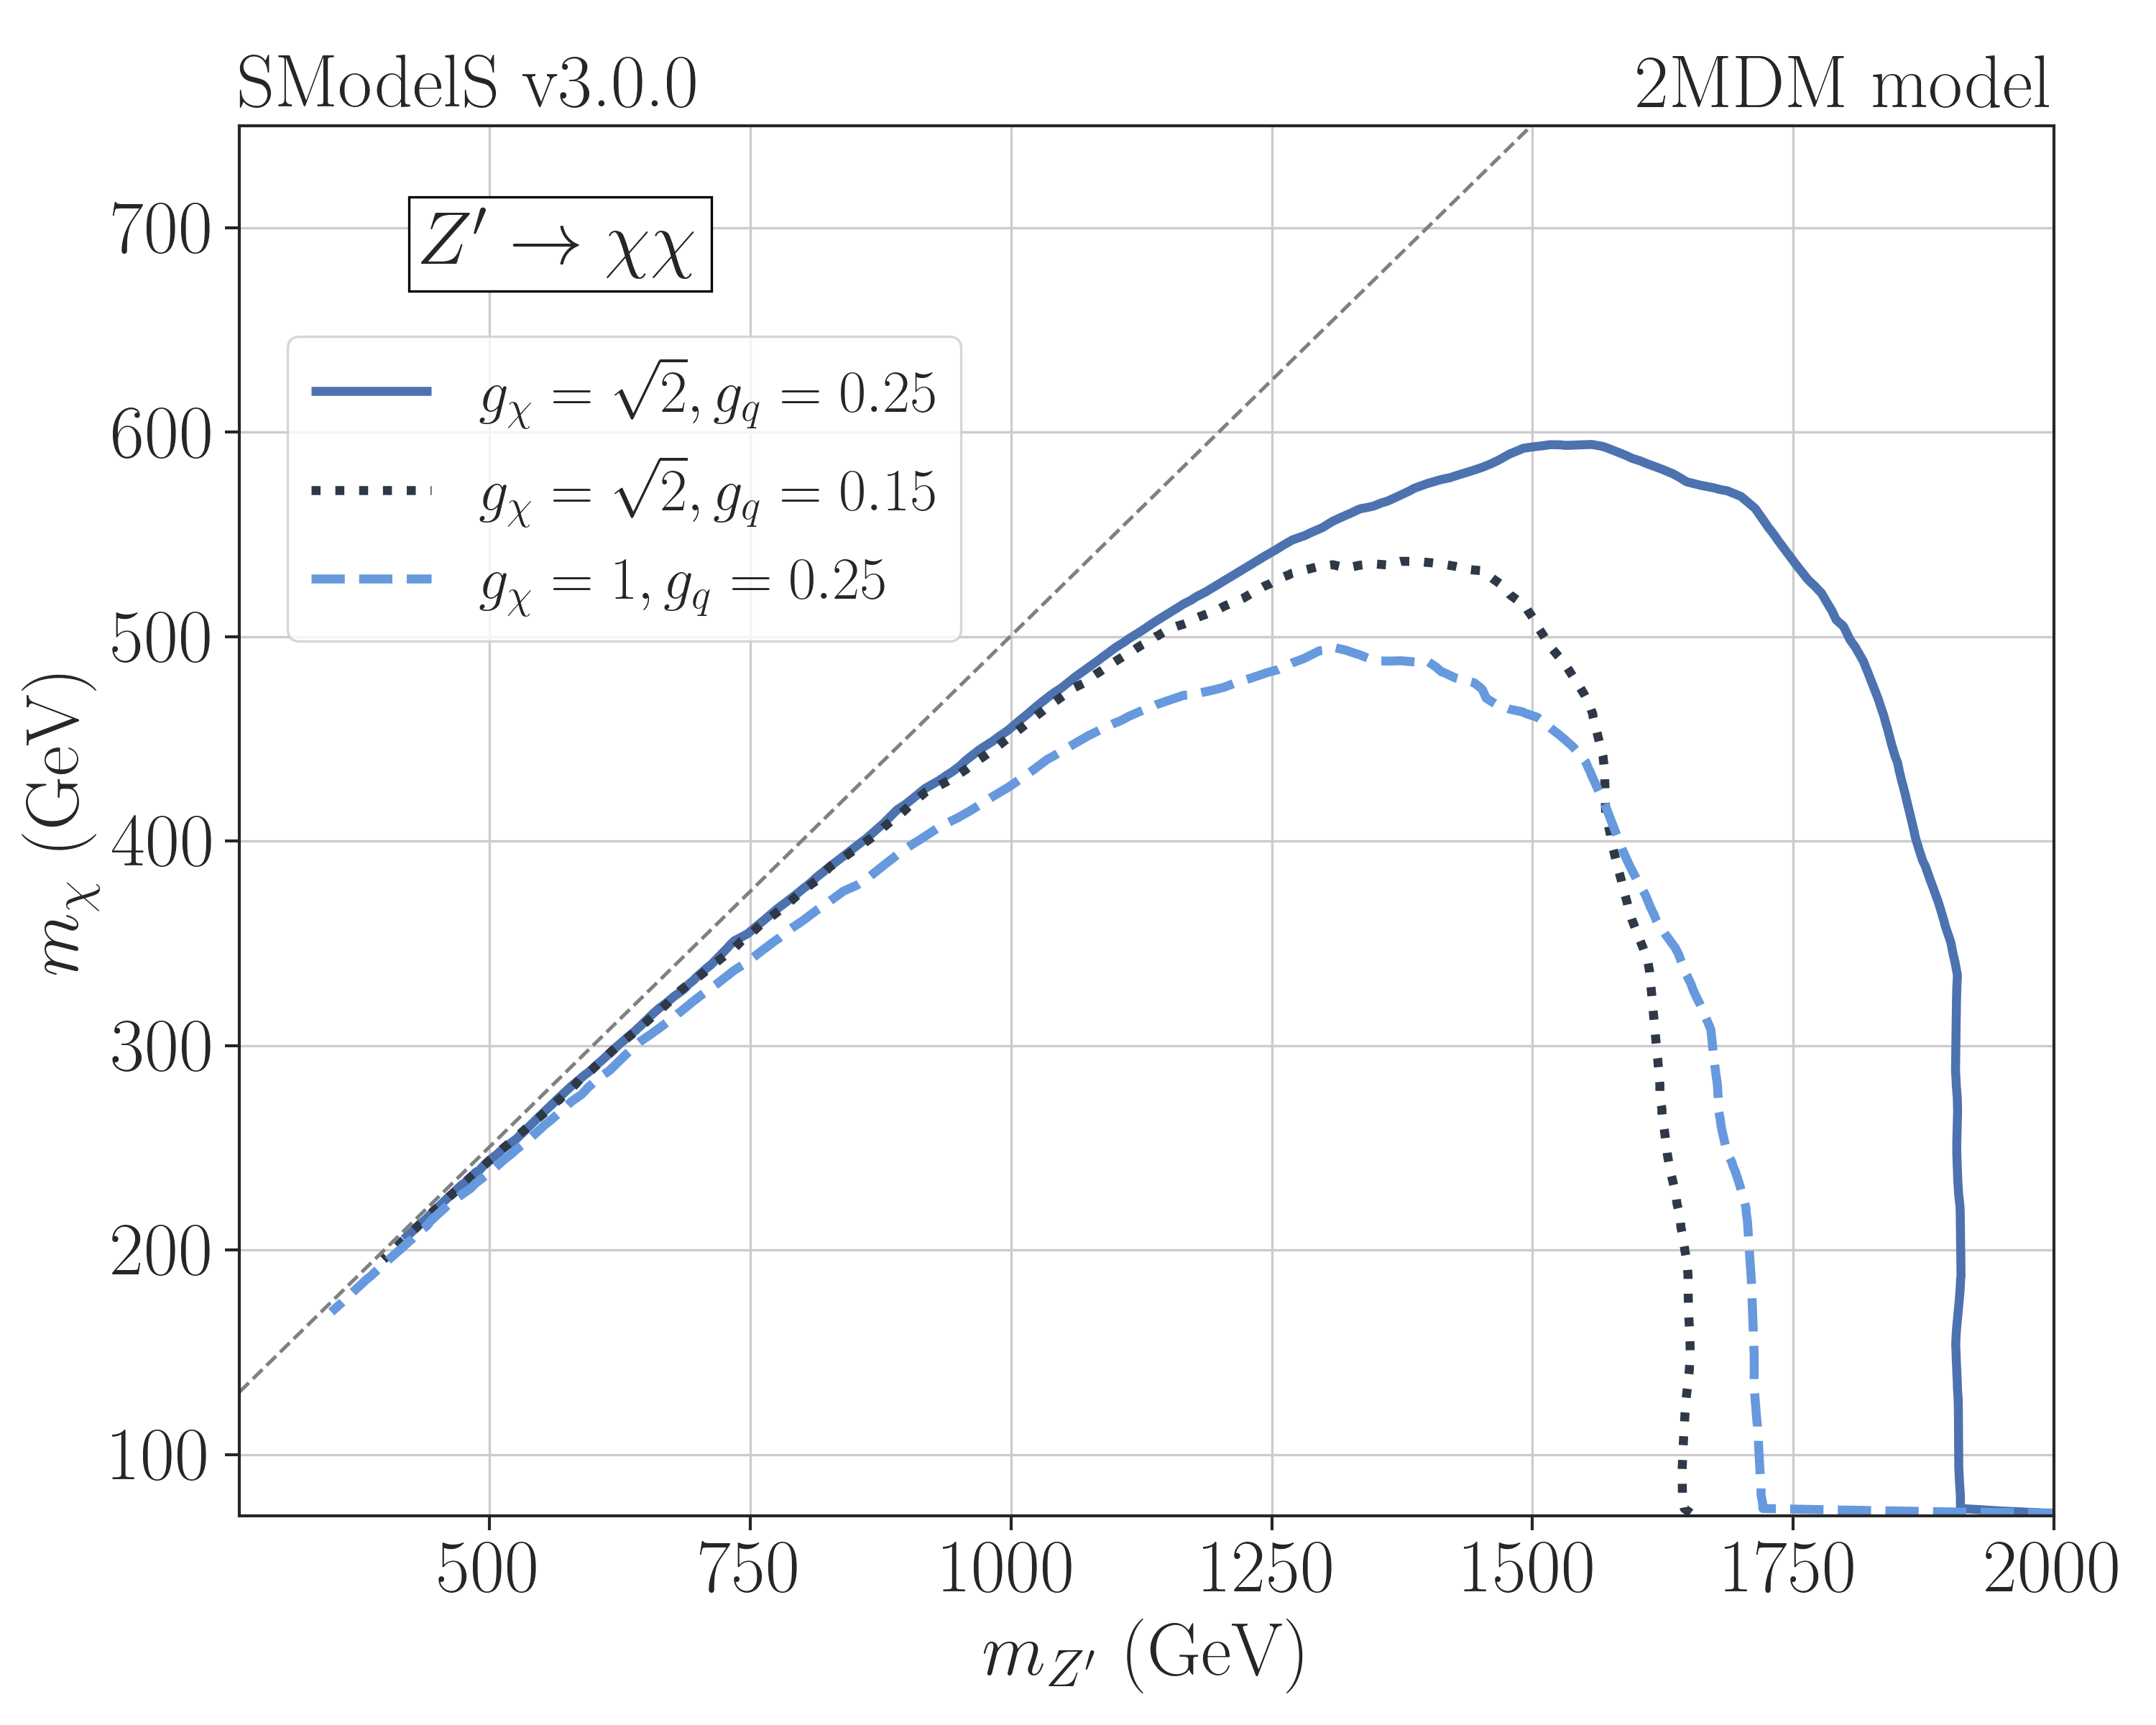 SModelS v3.0.0
2MDM model
Z′ → χχ
g_χ = √2, g_q = 0.25
g_χ = √2, g_q = 0.15
g_χ = 1, g_q = 0.25
700
600
500
400
300
200
100
m_χ (GeV)
500 750 1000 1250 1500 1750 2000
m_Z′ (GeV)